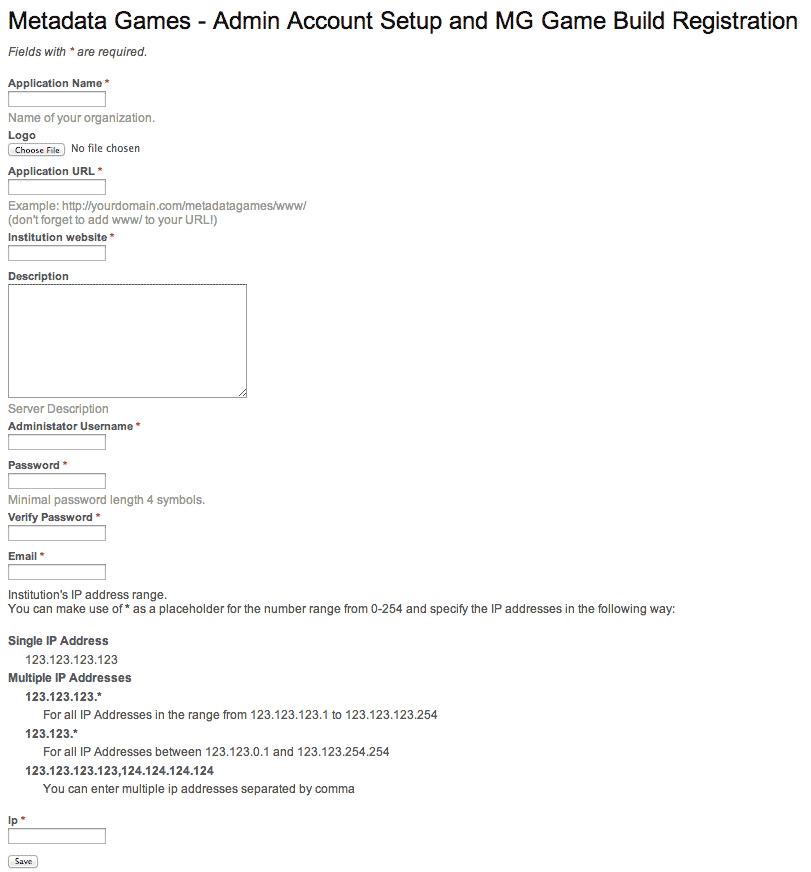 Metadata Games - Admin Account Setup and MG Game Build Registration
Fields with * are required.
Application Name *
Name of your organization.
Logo
Choose File No file chosen
Application URL *
Example: http://yourdomain.com/metadatagames/www/
(don't forget to add www/ to your URL!)
Institution website *
Description
Server Description
Administator Username *
Password *
Minimal password length 4 symbols.
Verify Password *
Email *
Institution's IP address range.
You can make use of * as a placeholder for the number range from 0-254 and specify the IP addresses in the following way:
Single IP Address
123.123.123.123
Multiple IP Addresses
123.123.123.*
For all IP Addresses in the range from 123.123.123.1 to 123.123.123.254
123.123.*
For all IP Addresses between 123.123.0.1 and 123.123.254.254
123.123.123.123,124.124.124.124
You can enter multiple ip addresses separated by comma
Ip *
Save